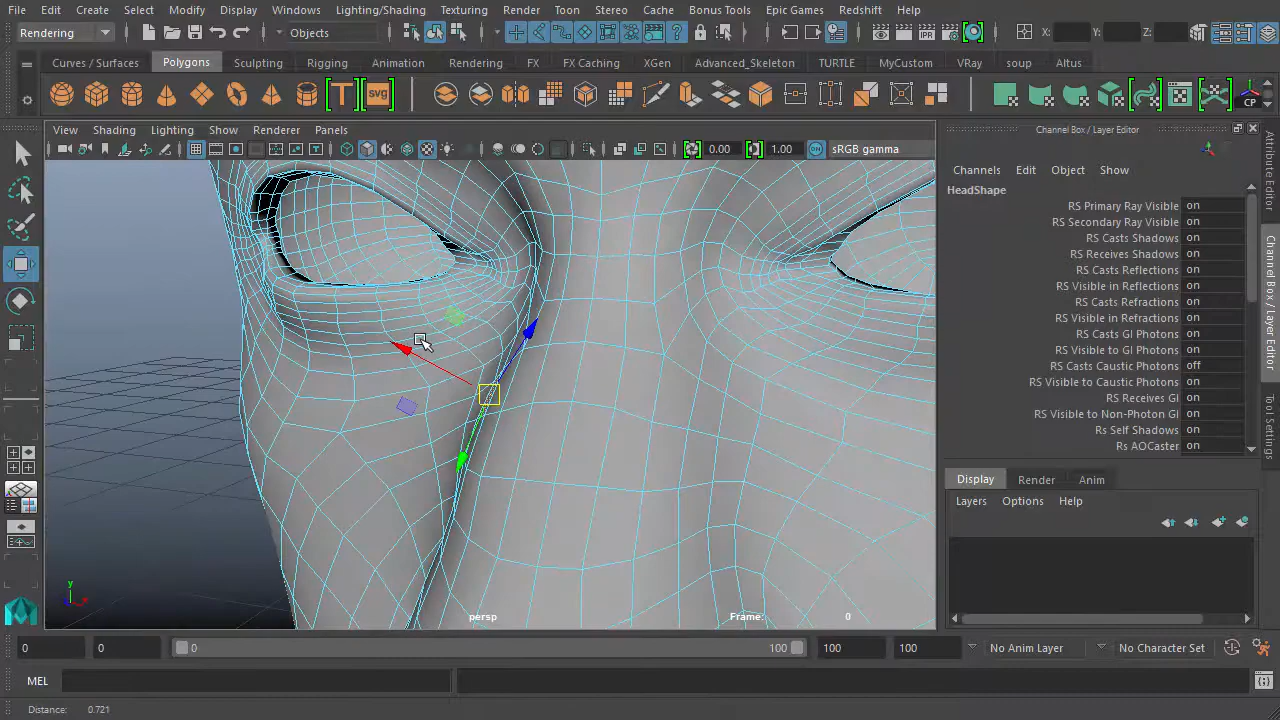 File Edit Create Select Modify Display Windows Lighting/Shading Texturing Render Toon Stereo Cache Bonus Tools Epic Games Redshift Help
Rendering Objects X: Y: Z:
Curves / Surfaces Polygons Sculpting Rigging Animation Rendering FX FX Caching XGen Advanced_Skeleton TURTLE MyCustom VRay soup Altus
T svg CP
View Shading Lighting Show Renderer Panels
Channel Box / Layer Editor
0.00 1.00 ON sRGB gamma
Channels Edit Object Show
HeadShape
RS Primary Ray Visible on
RS Secondary Ray Visible on
RS Casts Shadows on
RS Receives Shadows on
RS Casts Reflections on
RS Visible in Reflections on
RS Casts Refractions on
RS Visible in Refractions on
RS Casts GI Photons on
RS Visible to GI Photons on
RS Casts Caustic Photons off
RS Visible to Caustic Photons on
RS Receives GI on
RS Visible to Non-Photon GI on
Rs Self Shadows on
Rs AOCaster on
Attribute Editor
Channel Box / Layer Editor
Tool Settings
Display Render Anim
Layers Options Help
y
persp Frame: 0
0 0 0 100 100 100 No Anim Layer No Character Set
MEL
Distance: 0.721